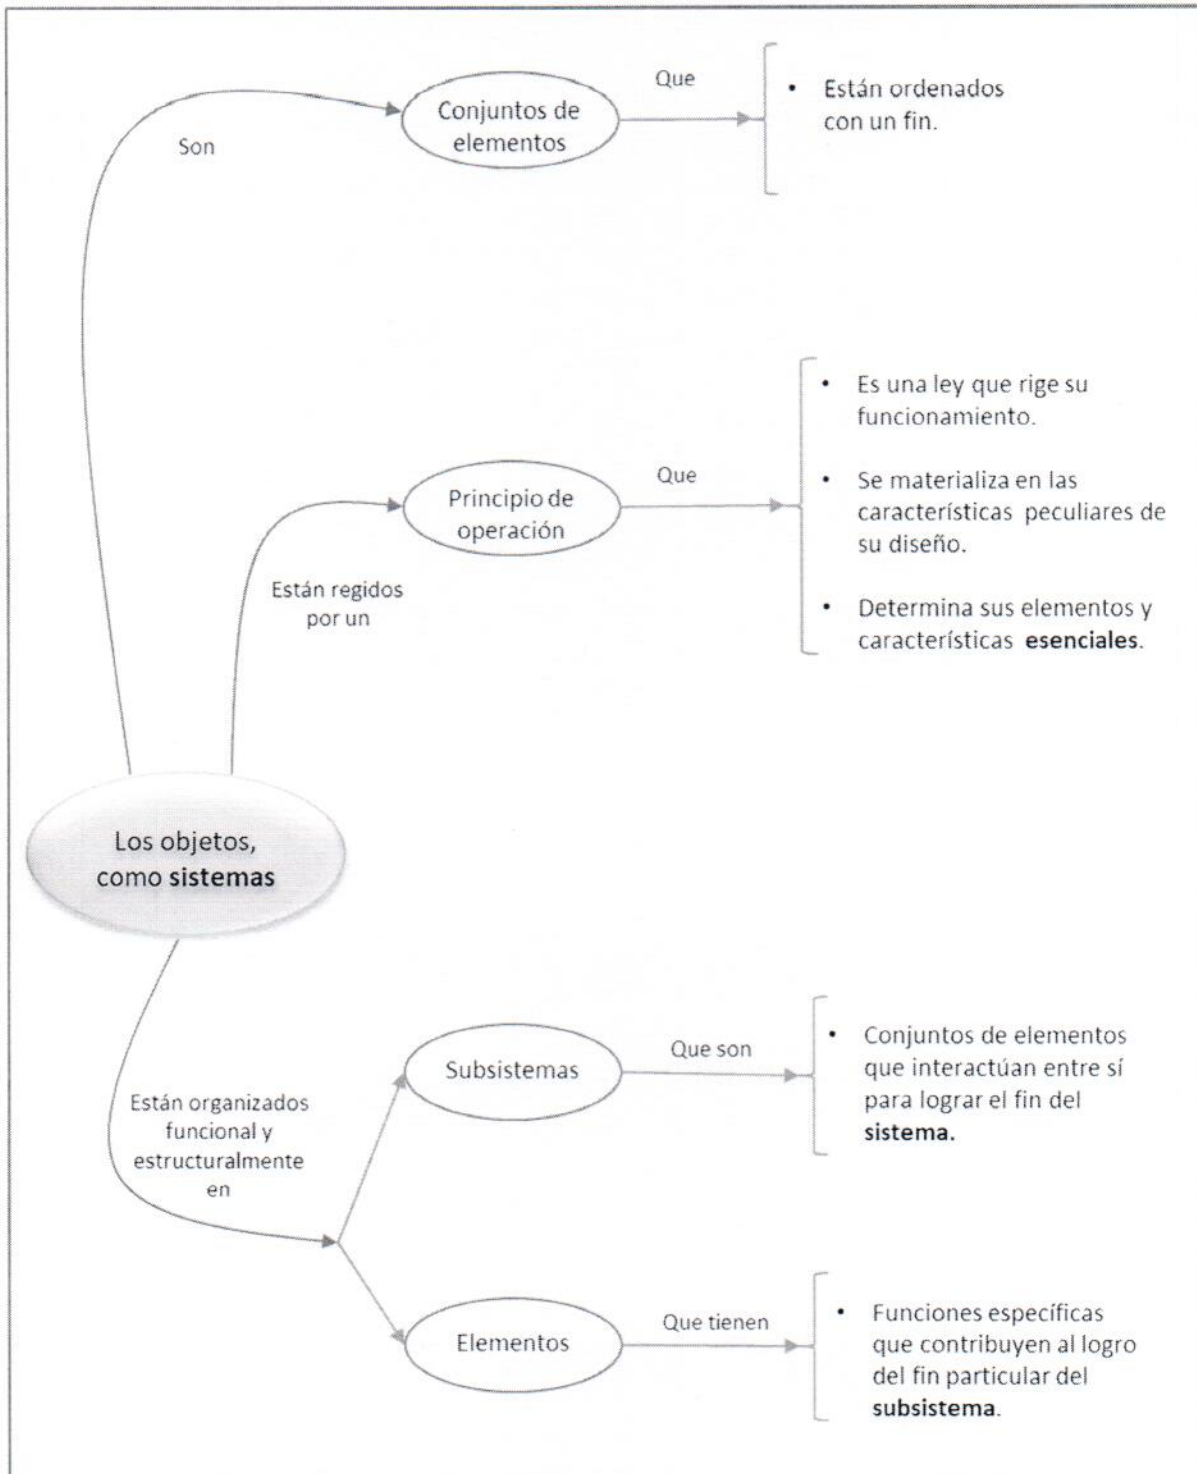 Son
Conjuntos de
elementos
Que
• Están ordenados
con un fin.
Están regidos
por un
Principio de
operación
Que
• Es una ley que rige su
funcionamiento.
• Se materializa en las
características peculiares de
su diseño.
• Determina sus elementos y
características esenciales.
Los objetos,
como sistemas
Están organizados
funcional y
estructuralmente
en
Subsistemas
Que son
• Conjuntos de elementos
que interactúan entre sí
para lograr el fin del
sistema.
Elementos
Que tienen
• Funciones específicas
que contribuyen al logro
del fin particular del
subsistema.